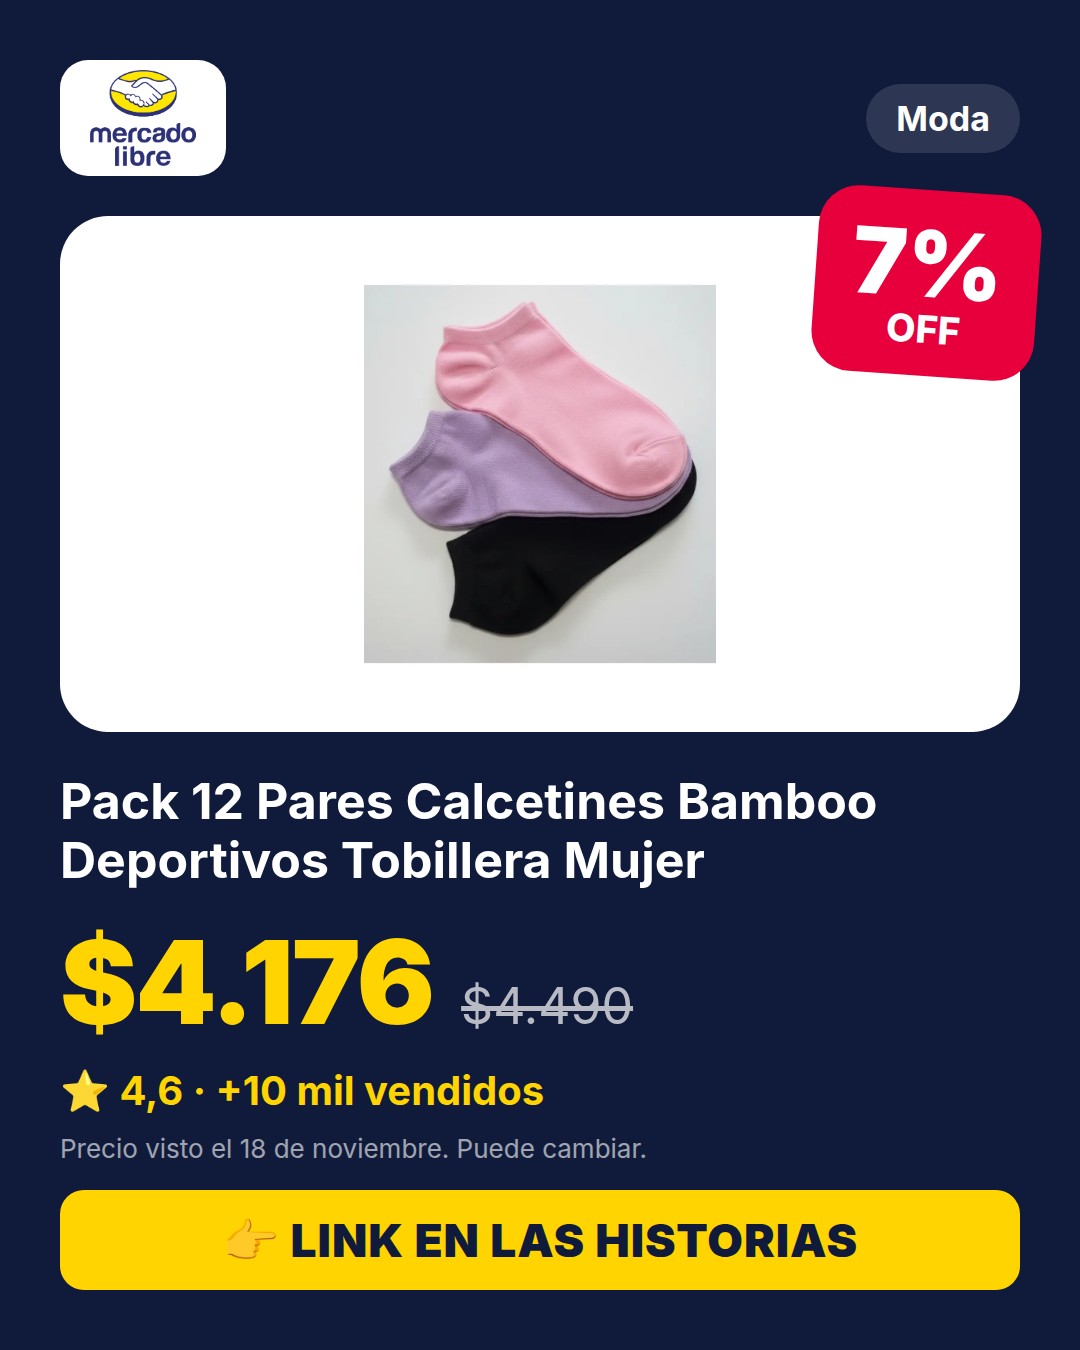 mercado
libre
Moda
7%
OFF
Pack 12 Pares Calcetines Bamboo
Deportivos Tobillera Mujer
$4.176 $4.490
⭐ 4,6 · +10 mil vendidos
Precio visto el 18 de noviembre. Puede cambiar.
👉 LINK EN LAS HISTORIAS